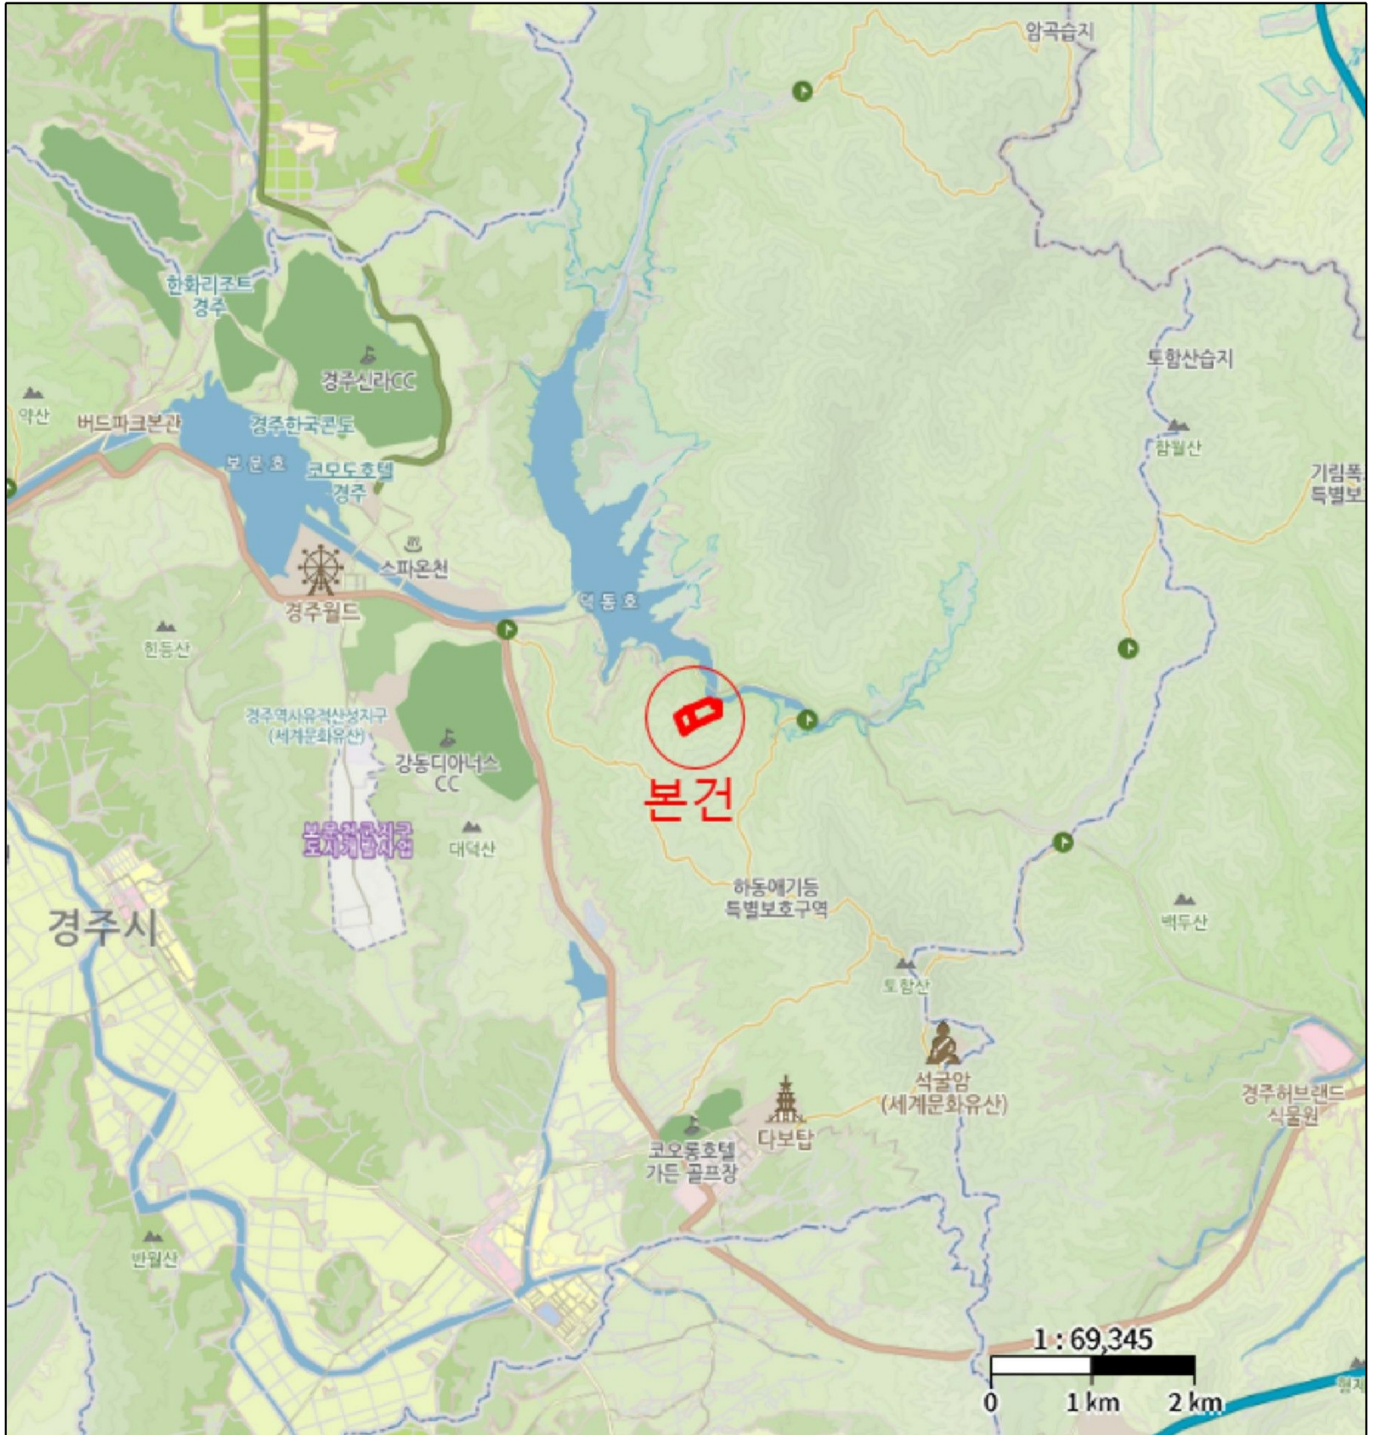 암곡습지
한화리조트
경주
토함산습지
경주신라CC
약산
버드파크본관
경주한국콘도
함월산
보문호
코모도호텔
경주
기림폭
특별보
스파온천
경주월드
덕동호
힌등산
경주역사유적산성지구
(세계문화유산)
강동디아너스
CC
본건
보문천군지구
도시개발사업
대덕산
하동애기등
특별보호구역
백두산
경주시
토함산
석굴암
(세계문화유산)
경주허브랜드
식물원
다보탑
코오롱호텔
가든 골프장
반월산
1 : 69,345
0 1 km 2 km